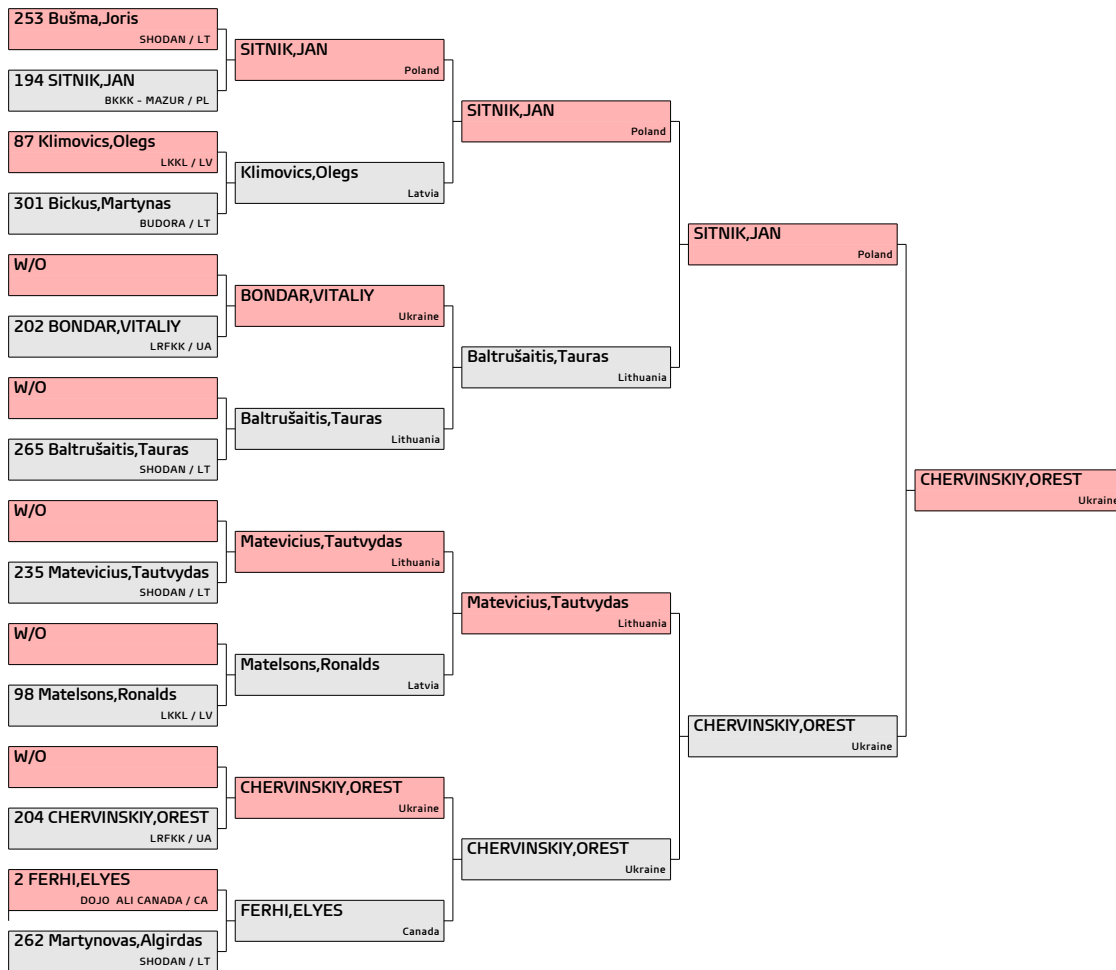 253 Bušma,Joris
SHODAN / LT
194 SITNIK,JAN
BKKK - MAZUR / PL
87 Klimovics,Olegs
LKKL / LV
301 Bickus,Martynas
BUDORA / LT
W/O
202 BONDAR,VITALIY
LRFKK / UA
W/O
265 Baltrušaitis,Tauras
SHODAN / LT
W/O
235 Matevicius,Tautvydas
SHODAN / LT
W/O
98 Matelsons,Ronalds
LKKL / LV
W/O
204 CHERVINSKIY,OREST
LRFKK / UA
2 FERHI,ELYES
DOJO  ALI CANADA / CA
262 Martynovas,Algirdas
SHODAN / LT
SITNIK,JAN
Poland
Klimovics,Olegs
Latvia
BONDAR,VITALIY
Ukraine
Baltrušaitis,Tauras
Lithuania
Matevicius,Tautvydas
Lithuania
Matelsons,Ronalds
Latvia
CHERVINSKIY,OREST
Ukraine
FERHI,ELYES
Canada
SITNIK,JAN
Poland
Baltrušaitis,Tauras
Lithuania
Matevicius,Tautvydas
Lithuania
CHERVINSKIY,OREST
Ukraine
SITNIK,JAN
Poland
CHERVINSKIY,OREST
Ukraine
CHERVINSKIY,OREST
Ukraine